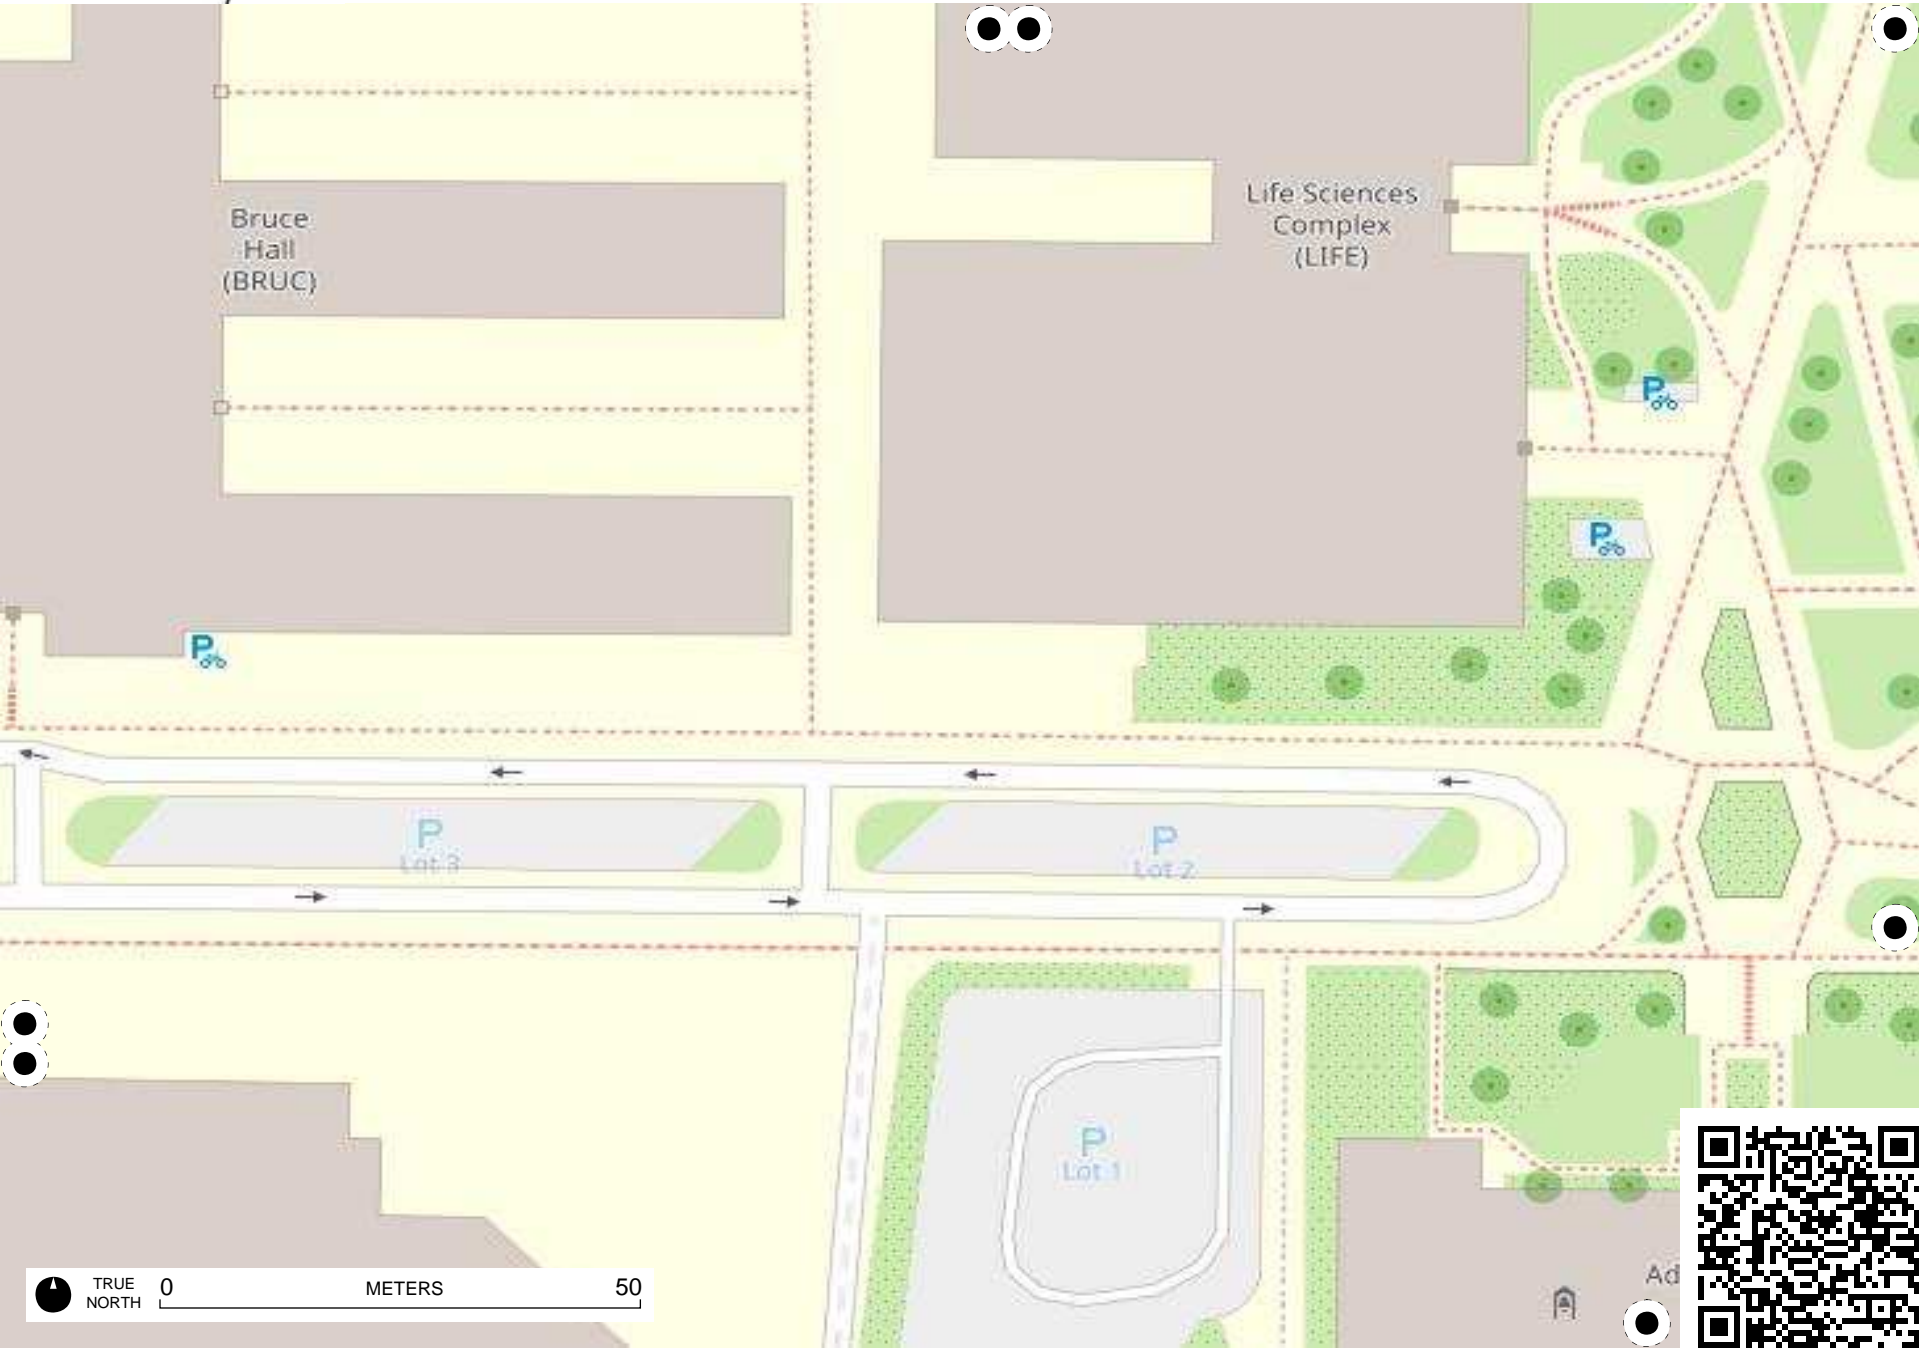 Life Sciences
Complex
(LIFE)
Bruce
Hall
(BRUC)
P
P
P
P
Lot 3
P
Lot 2
P
Lot 1
Ad
TRUE
NORTH
0
METERS
50